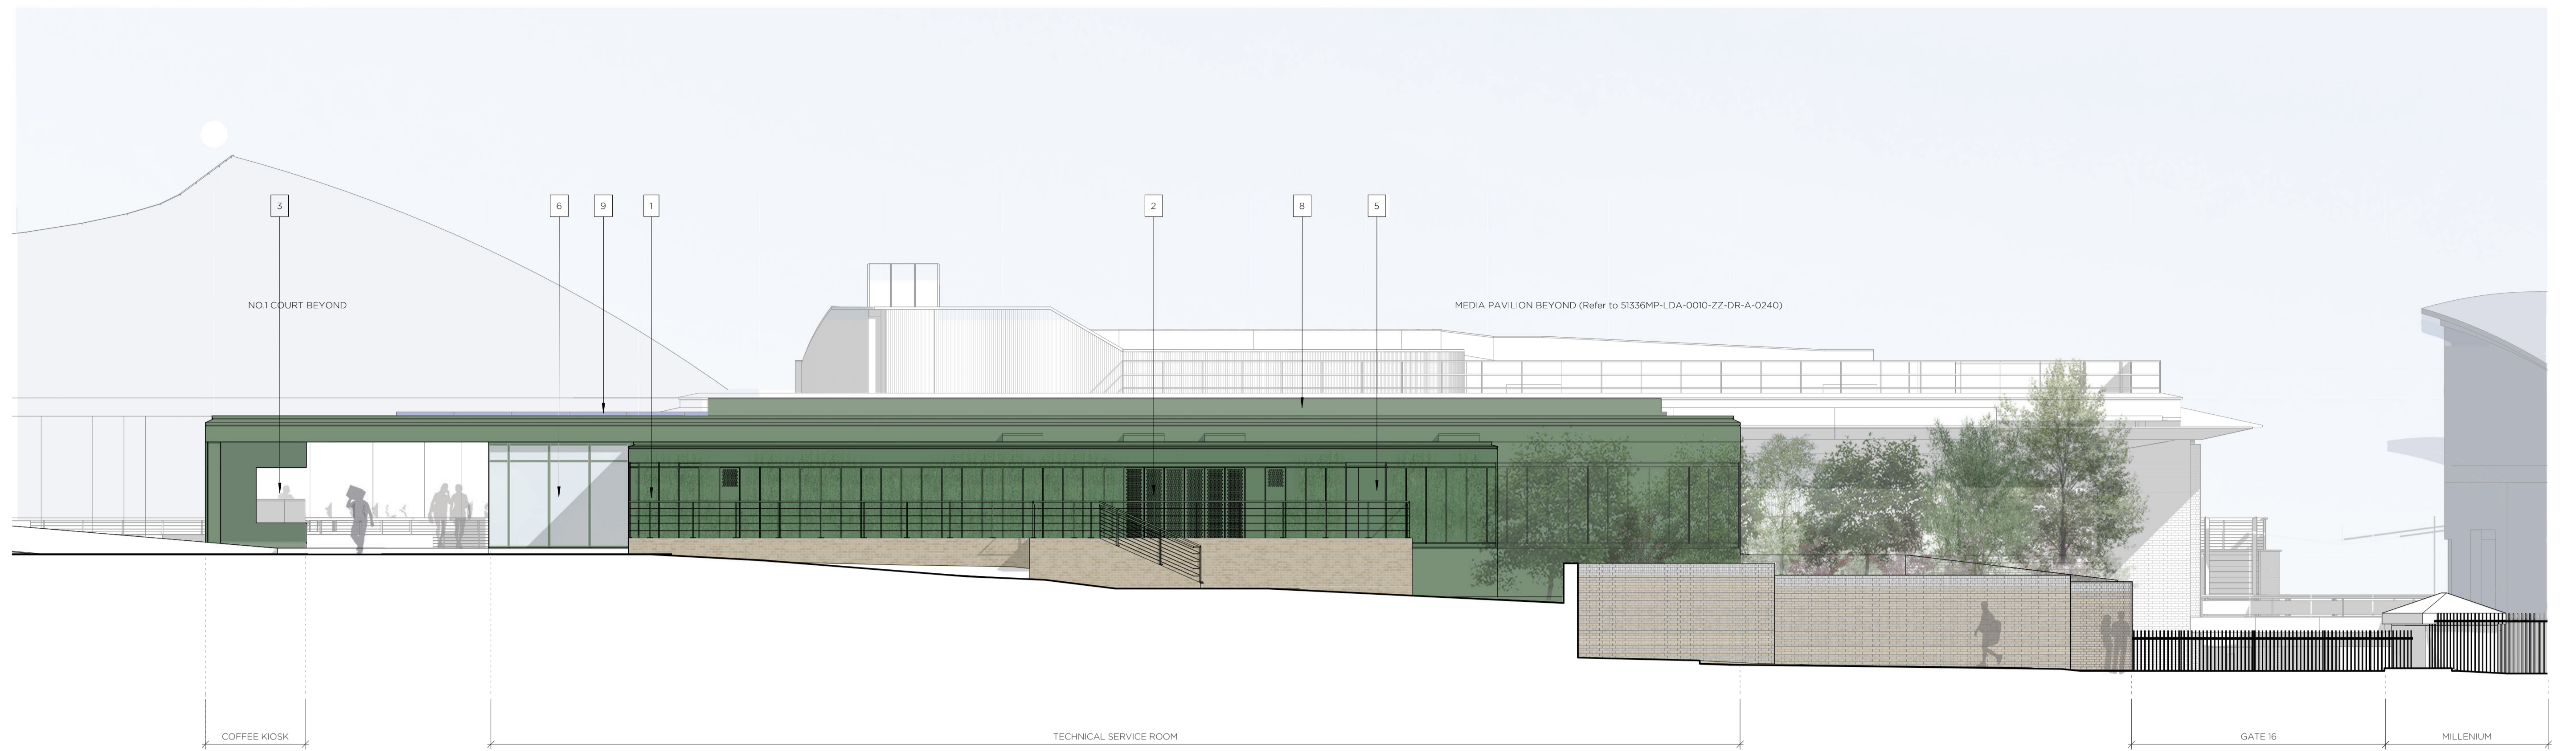 3
6
9
1
2
8
5
NO.1 COURT BEYOND
MEDIA PAVILION BEYOND (Refer to 51336MP-LDA-0010-ZZ-DR-A-0240)
COFFEE KIOSK
TECHNICAL SERVICE ROOM
GATE 16
MILLENIUM